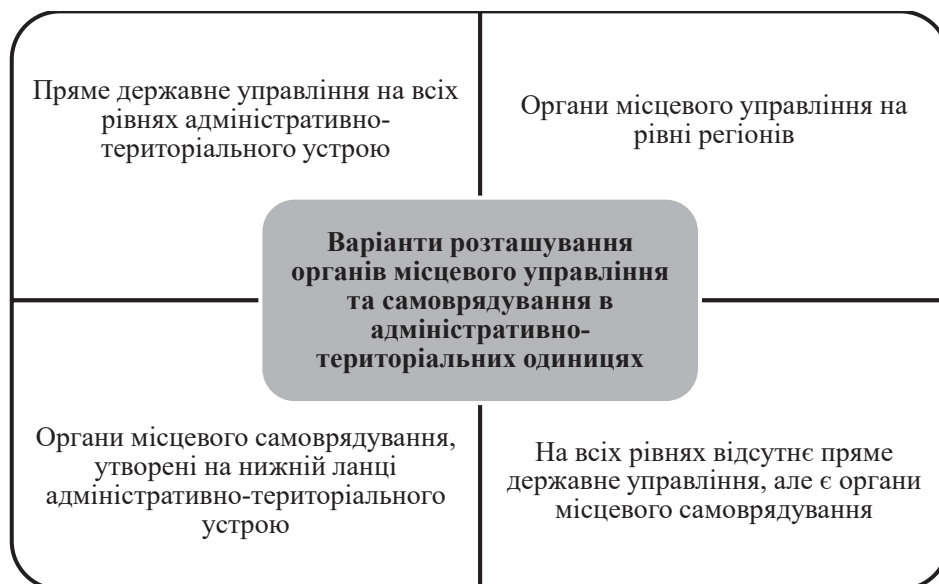 Пряме державне управління на всіх
рівнях адміністративно-
територіального устрою
Органи місцевого управління на
рівні регіонів
Варіанти розташування
органів місцевого управління
та самоврядування в
адміністративно-
територіальних одиницях
Органи місцевого самоврядування,
утворені на нижній ланці
адміністративно-територіального
устрою
На всіх рівнях відсутнє пряме
державне управління, але є органи
місцевого самоврядування